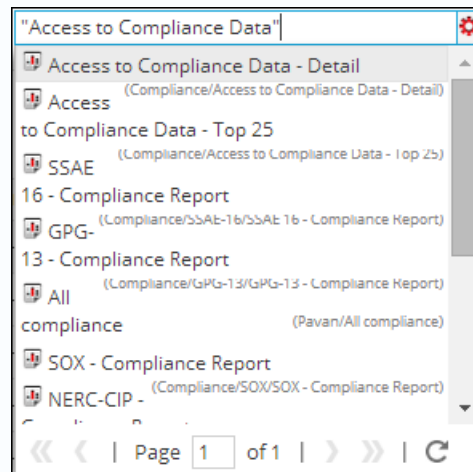 "Access to Compliance Data"
Access to Compliance Data - Detail
(Compliance/Access to Compliance Data - Detail)
Access
to Compliance Data - Top 25
(Compliance/Access to Compliance Data - Top 25)
SSAE
16 - Compliance Report
(Compliance/SSAE-16/SSAE 16 - Compliance Report)
GPG-
13 - Compliance Report
(Compliance/GPG-13/GPG-13 - Compliance Report)
All
compliance (Pavan/All compliance)
SOX - Compliance Report
(Compliance/SOX/SOX - Compliance Report)
NERC-CIP -
Compliance Report
Page 1 of 1